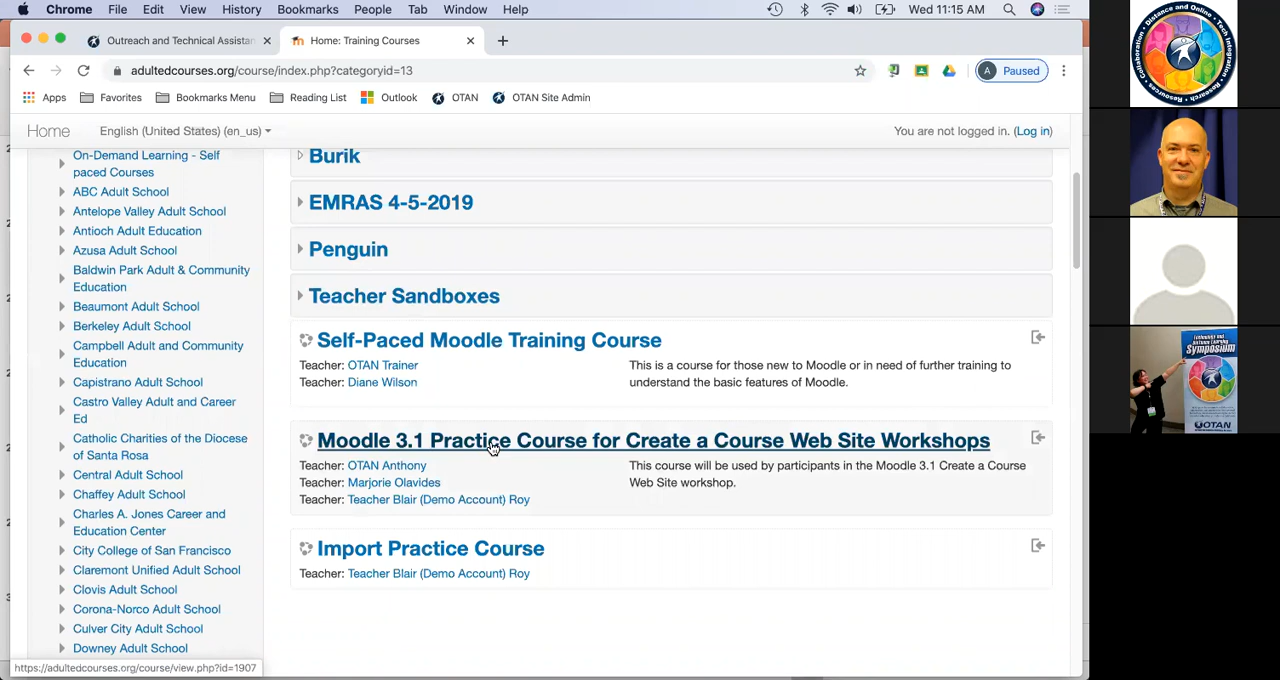 Chrome File Edit View History Bookmarks People Tab Window Help Wed 11:15 AM
Outreach and Technical Assistan Home: Training Courses
adultedcourses.org/course/index.php?categoryid=13 A Paused
Apps Favorites Bookmarks Menu Reading List Outlook OTAN OTAN Site Admin
Home English (United States) (en_us) You are not logged in. (Log in)
On-Demand Learning - Self
paced Courses
ABC Adult School
Antelope Valley Adult School
Antioch Adult Education
Azusa Adult School
Baldwin Park Adult & Community
Education
Beaumont Adult School
Berkeley Adult School
Campbell Adult and Community
Education
Capistrano Adult School
Castro Valley Adult and Career
Ed
Catholic Charities of the Diocese
of Santa Rosa
Central Adult School
Chaffey Adult School
Charles A. Jones Career and
Education Center
City College of San Francisco
Claremont Unified Adult School
Clovis Adult School
Corona-Norco Adult School
Culver City Adult School
Downey Adult School
Burik
EMRAS 4-5-2019
Penguin
Teacher Sandboxes
Self-Paced Moodle Training Course
Teacher: OTAN Trainer
Teacher: Diane Wilson
This is a course for those new to Moodle or in need of further training to
understand the basic features of Moodle.
Moodle 3.1 Practice Course for Create a Course Web Site Workshops
Teacher: OTAN Anthony
Teacher: Marjorie Olavides
Teacher: Teacher Blair (Demo Account) Roy
This course will be used by participants in the Moodle 3.1 Create a Course
Web Site workshop.
Import Practice Course
Teacher: Teacher Blair (Demo Account) Roy
https://adultedcourses.org/course/view.php?id=1907
Collaboration Distance and Online Tech Integration Research Resources
Symposium
OTAN